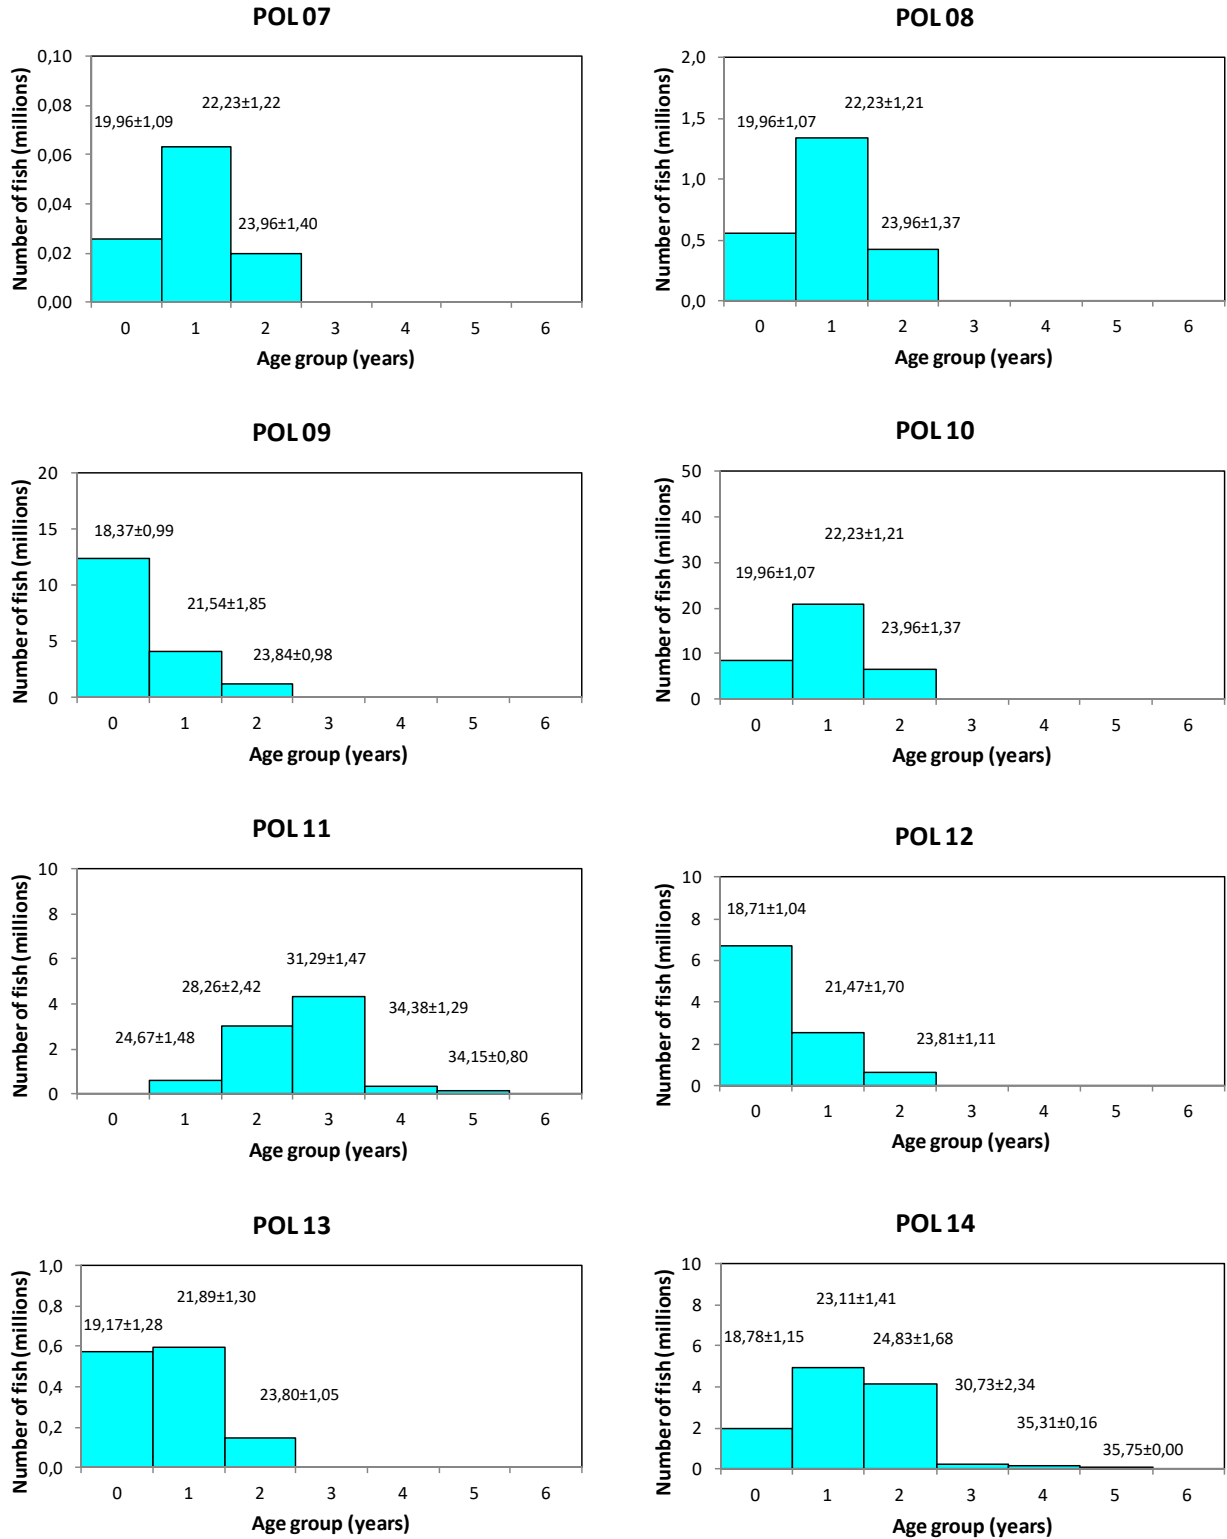 POL 07
Number of fish (millions)
0,10
0,08
0,06
0,04
0,02
0,00
19,96±1,09
22,23±1,22
23,96±1,40
0 1 2 3 4 5 6
Age group (years)
POL 08
Number of fish (millions)
2,0
1,5
1,0
0,5
0,0
19,96±1,07
22,23±1,21
23,96±1,37
0 1 2 3 4 5 6
Age group (years)
POL 09
Number of fish (millions)
20
15
10
5
0
18,37±0,99
21,54±1,85
23,84±0,98
0 1 2 3 4 5 6
Age group (years)
POL 10
Number of fish (millions)
50
40
30
20
10
0
19,96±1,07
22,23±1,21
23,96±1,37
0 1 2 3 4 5 6
Age group (years)
POL 11
Number of fish (millions)
10
8
6
4
2
0
24,67±1,48
28,26±2,42
31,29±1,47
34,38±1,29
34,15±0,80
0 1 2 3 4 5 6
Age group (years)
POL 12
Number of fish (millions)
10
8
6
4
2
0
18,71±1,04
21,47±1,70
23,81±1,11
0 1 2 3 4 5 6
Age group (years)
POL 13
Number of fish (millions)
1,0
0,8
0,6
0,4
0,2
0,0
19,17±1,28
21,89±1,30
23,80±1,05
0 1 2 3 4 5 6
Age group (years)
POL 14
Number of fish (millions)
10
8
6
4
2
0
18,78±1,15
23,11±1,41
24,83±1,68
30,73±2,34
35,31±0,16
35,75±0,00
0 1 2 3 4 5 6
Age group (years)